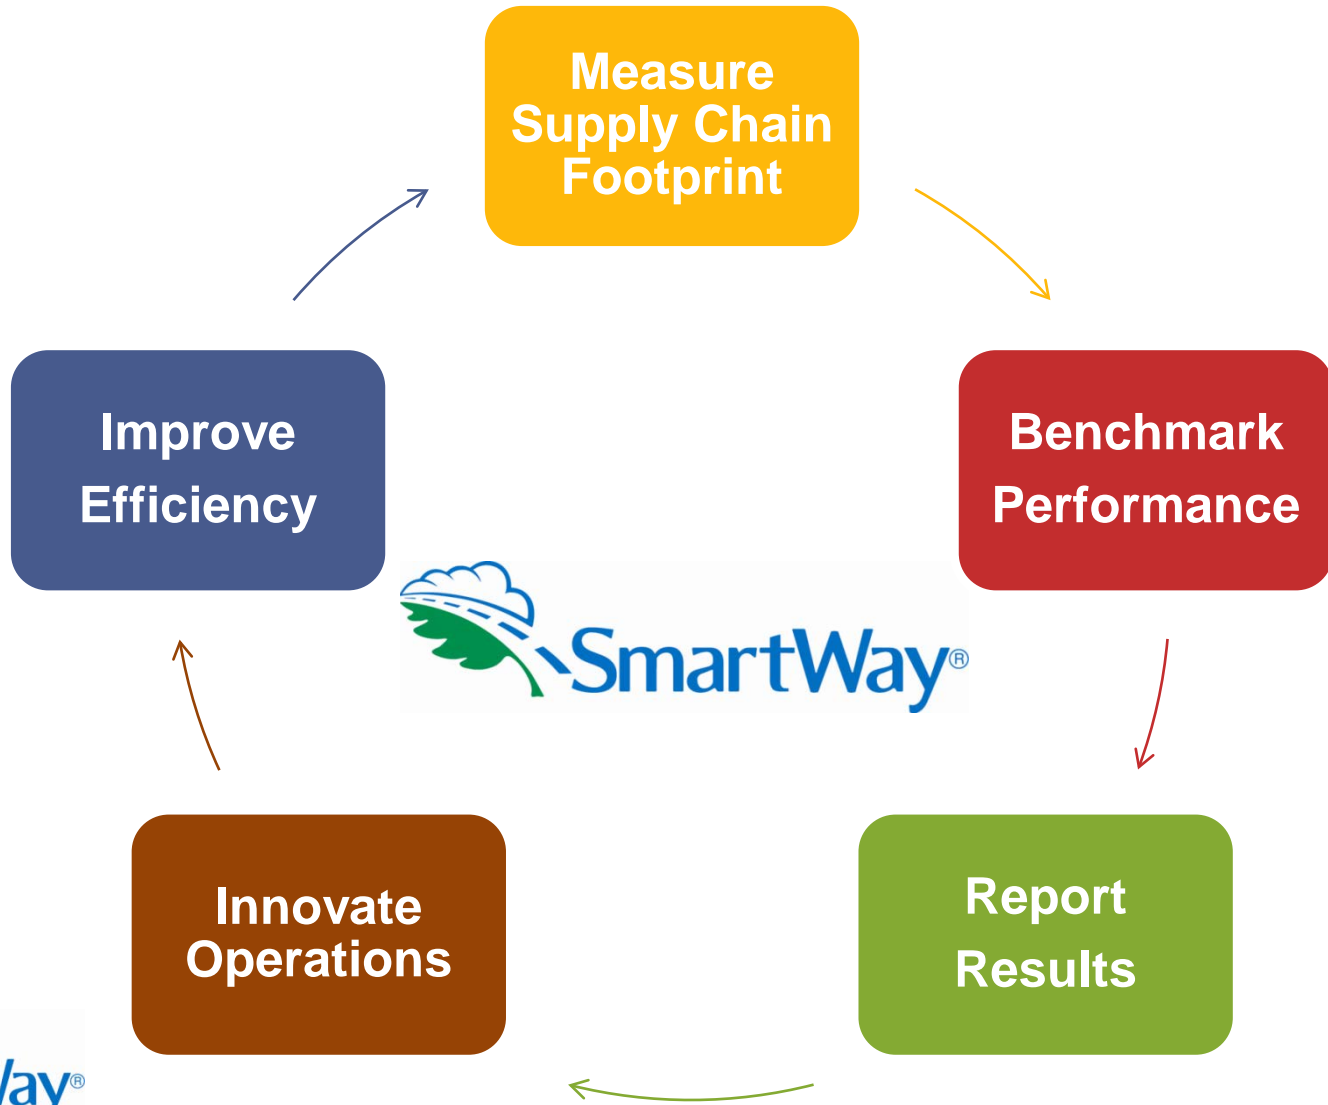 Measure
Supply Chain
Footprint
Improve
Efficiency
Benchmark
Performance
SmartWay®
Innovate
Operations
Report
Results